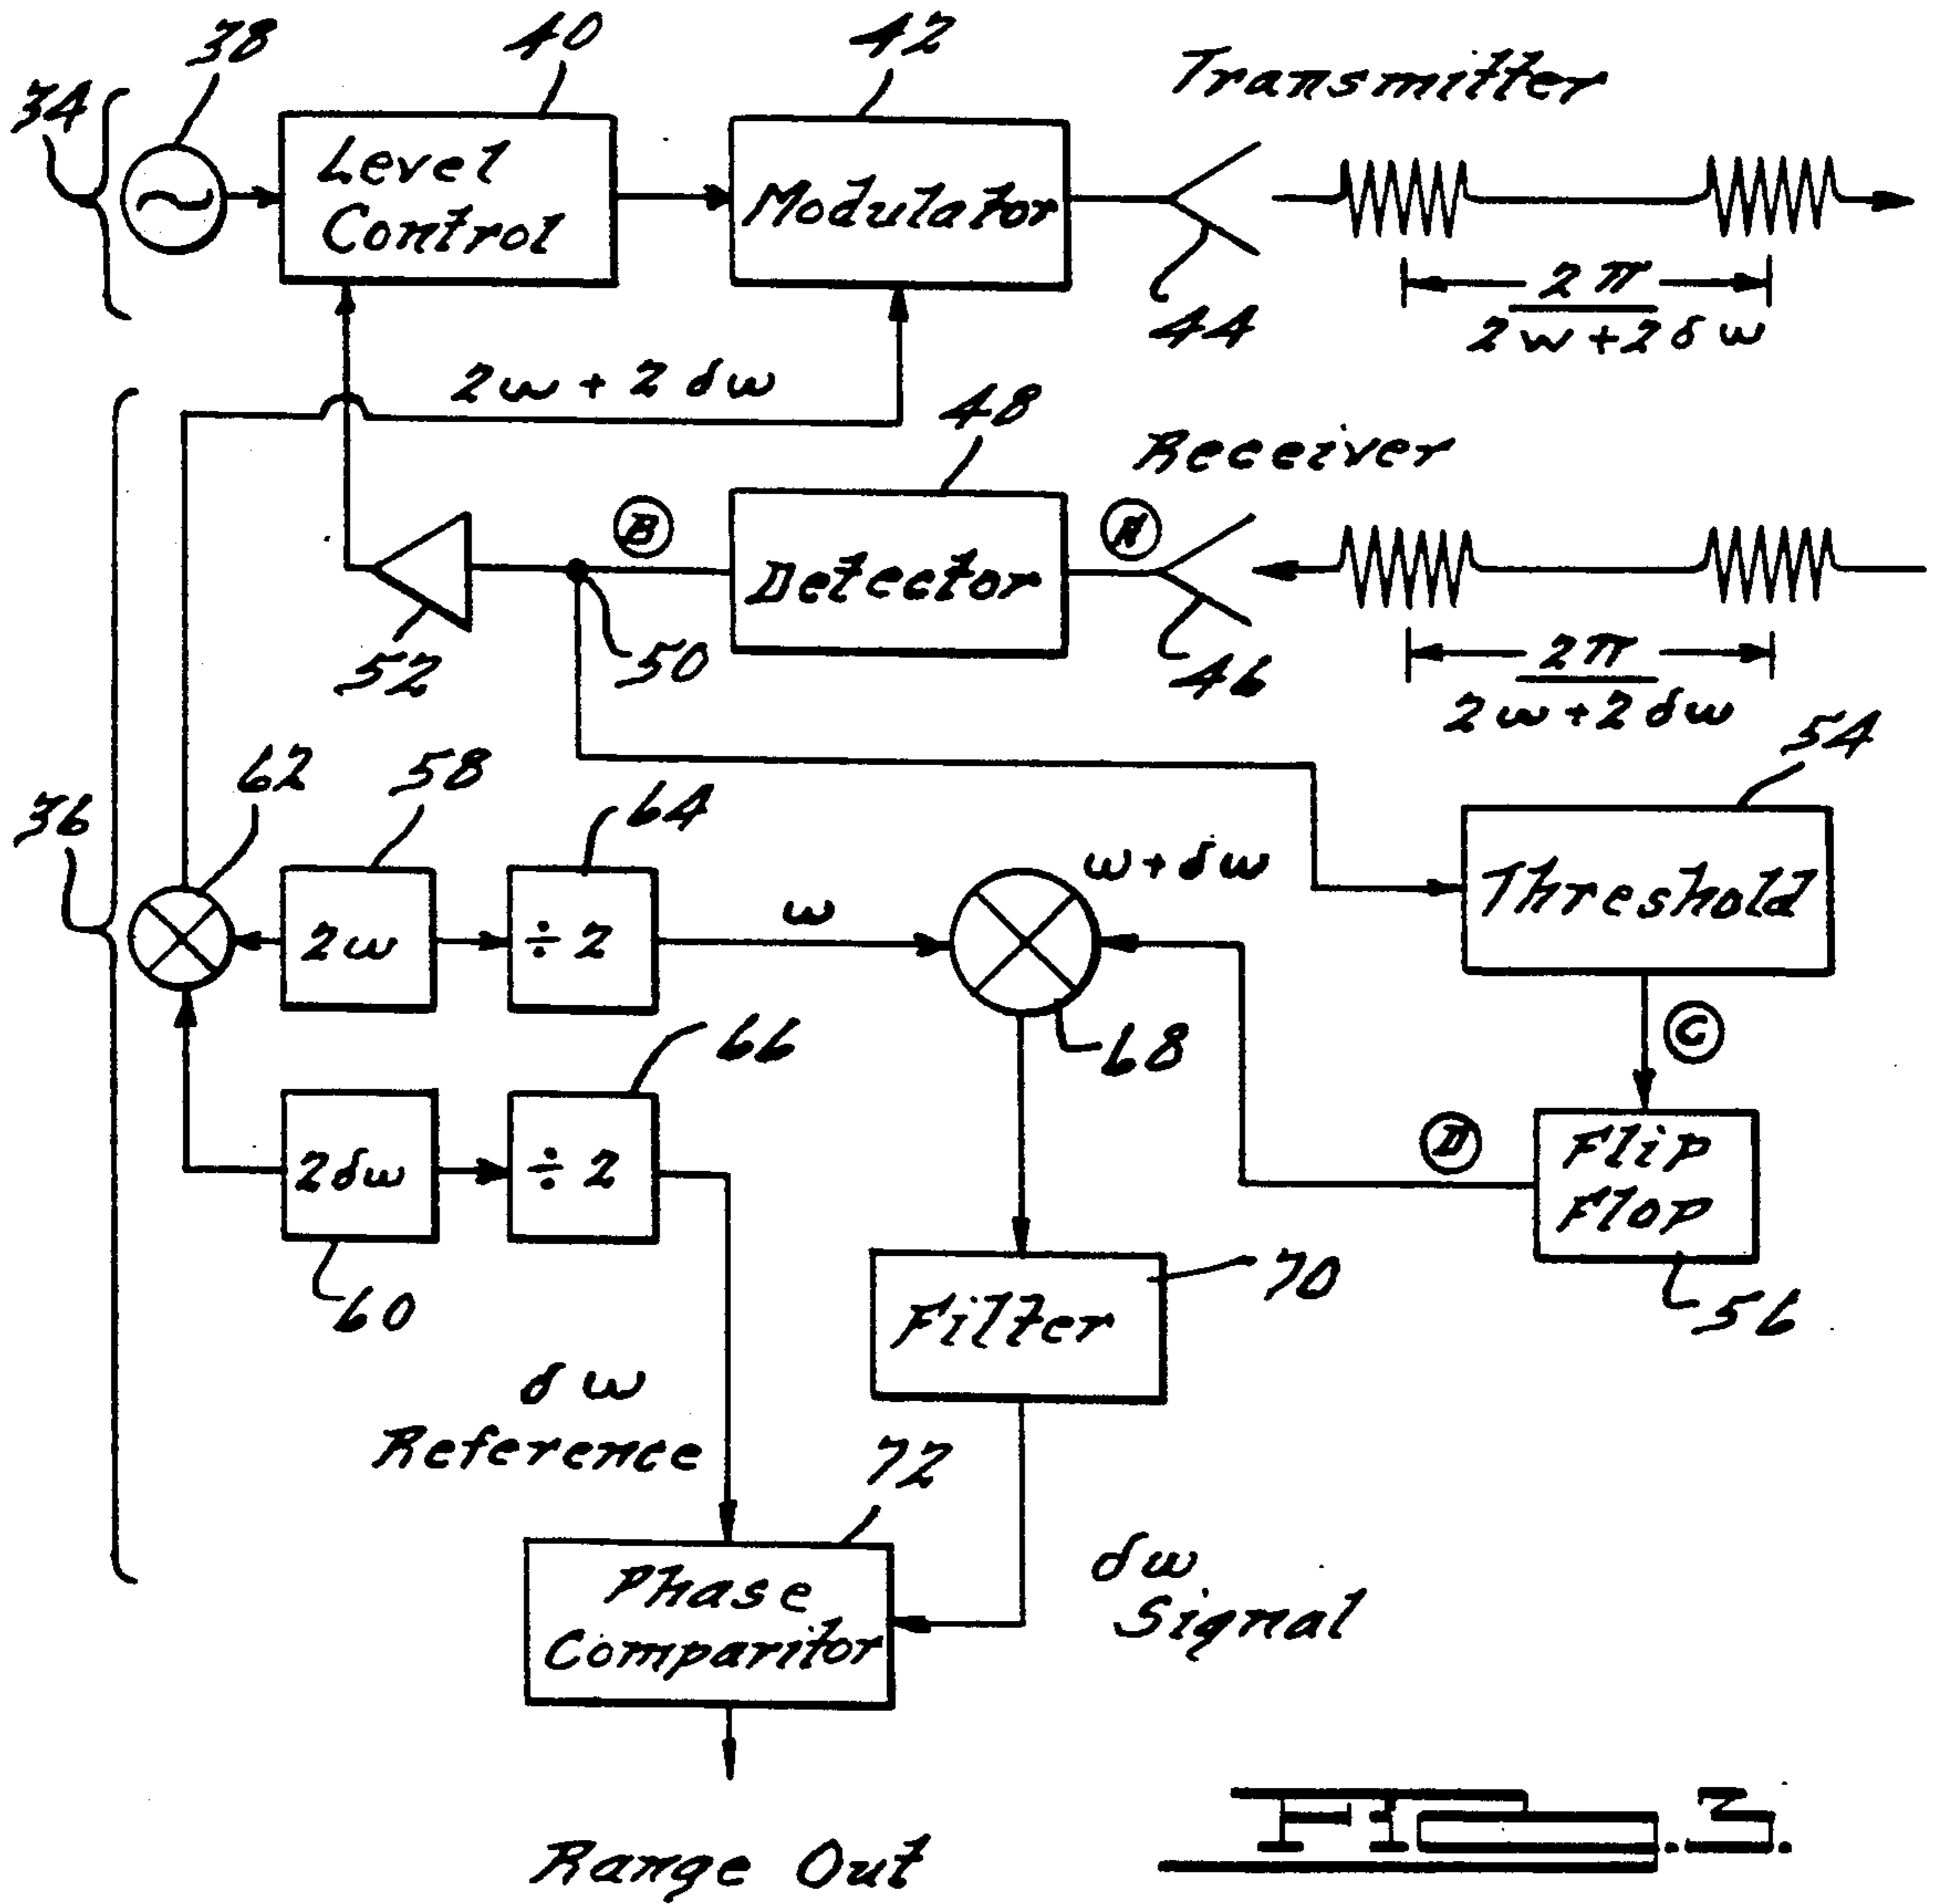 38
40
42
Transmitter
34
Level
Control
Modulator
44
2π
2w+2δw
2w + 2δw
48
Receiver
B
A
Detector
52
50
46
2π
2w+2δw
54
62
58
64
36
w+δw
Threshold
2w
÷2
w
68
C
66
2δw
÷2
D
Flip
Flop
60
70
56
Filter
δw
Reference
72
δw
Signal
Phase
Comparitor
Range Out
FIG. 3.